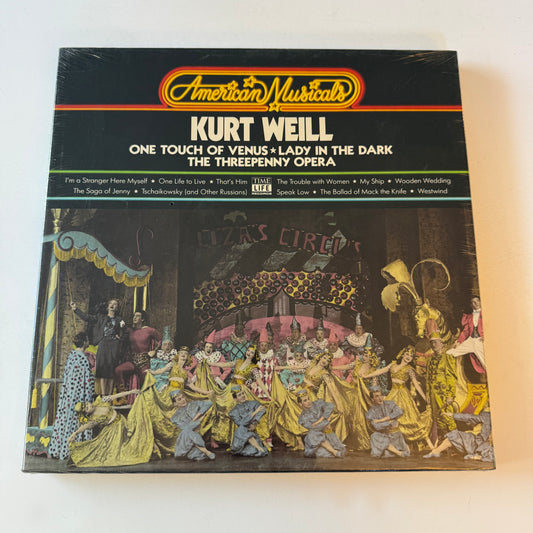 American Musicals
KURT WEILL
ONE TOUCH OF VENUS ★ LADY IN THE DARK
THE THREEPENNY OPERA
I'm a Stranger Here Myself • One Life to Live • That's Him
The Saga of Jenny • Tschaikowsky (and Other Russians)
TIME
LIFE
RECORDS
The Trouble with Women • My Ship • Wooden Wedding
Speak Low • The Ballad of Mack the Knife • Westwind
LIZA'S CIRCUS